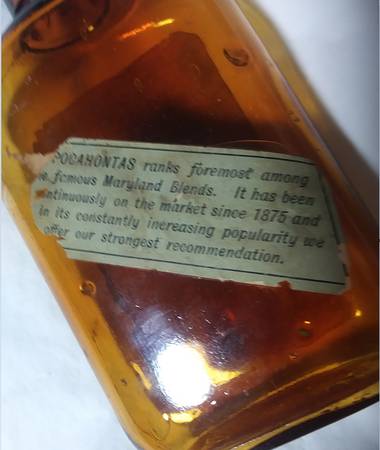 POCAHONTAS ranks foremost among
famous Maryland Blends. It has been
ntinuously on the market since 1875 and
in its constantly increasing popularity we
offer our strongest recommendation.